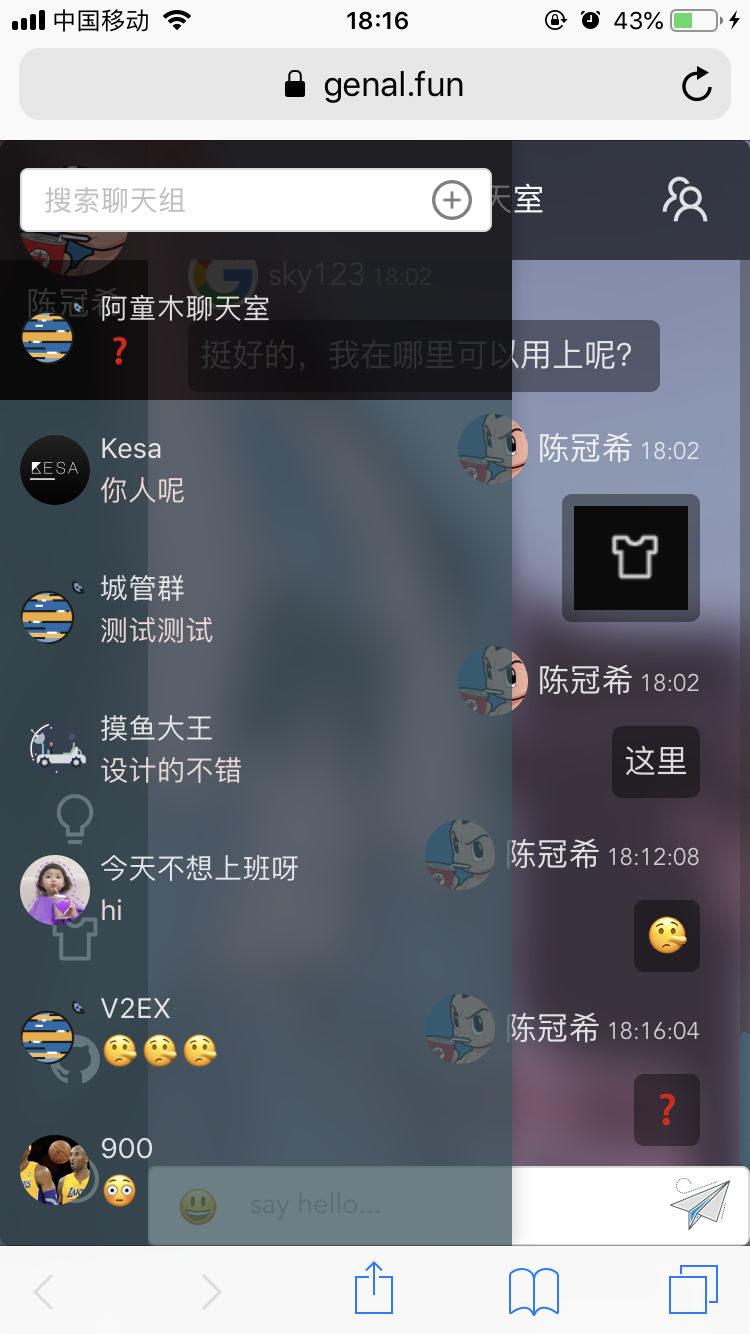 中国移动
18:16
43%
genal.fun
搜索聊天组
天室
sky123 18:02
陈冠希
阿童木聊天室
❓
挺好的，我在哪里可以用上呢?
Kesa
KESA
你人呢
陈冠希 18:02
城管群
测试测试
陈冠希 18:02
摸鱼大王
设计的不错
这里
今天不想上班呀
hi
陈冠希 18:12:08
🤥
V2EX
🤥🤥🤥
陈冠希 18:16:04
❓
900
😳
say hello...